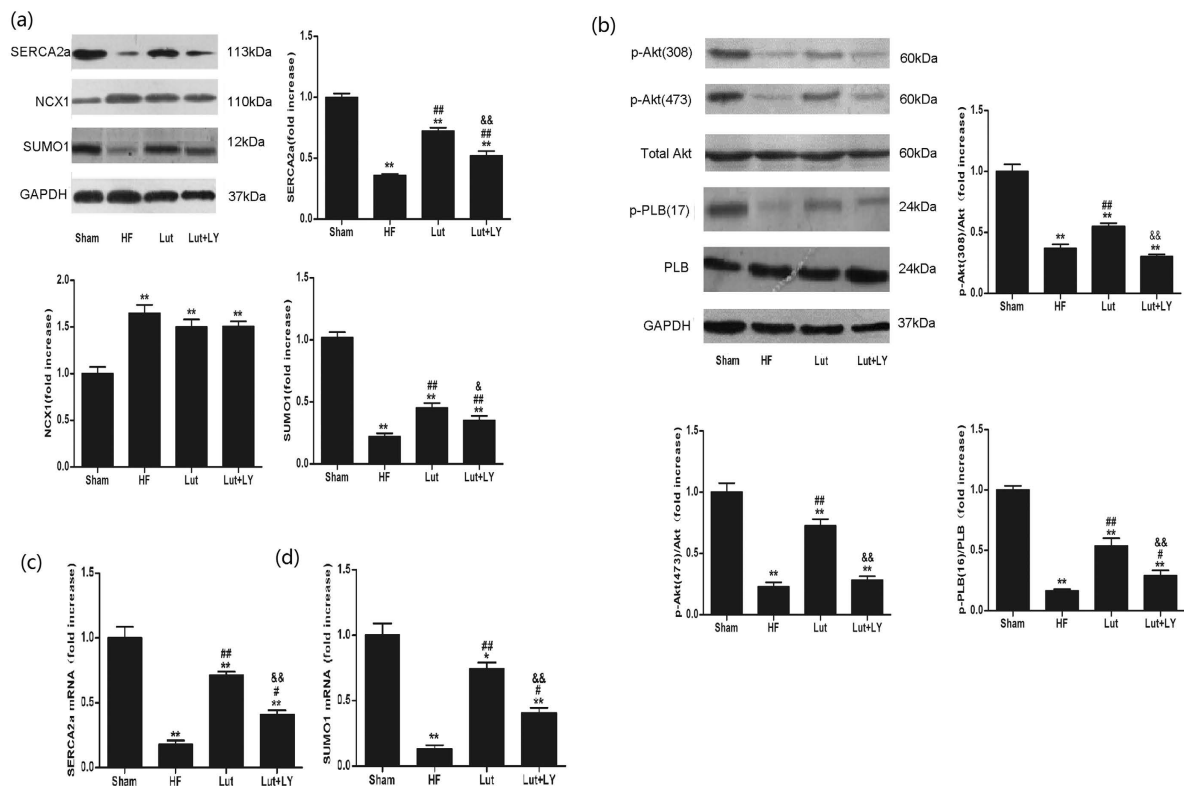 (a)
SERCA2a 113kDa
NCX1 110kDa
SUMO1 12kDa
GAPDH 37kDa
Sham HF Lut Lut+LY
SERCA2a(fold increase)
1.5
1.0
0.5
0.0
**
##
**
&&
##
**
Sham HF Lut Lut+LY
NCX1(fold increase)
2.0
1.5
1.0
0.5
0.0
** ** **
Sham HF Lut Lut+LY
SUMO1(fold increase)
1.5
1.0
0.5
0.0
**
##
**
&
##
**
Sham HF Lut Lut+LY
(b)
p-Akt(308) 60kDa
p-Akt(473) 60kDa
Total Akt 60kDa
p-PLB(17) 24kDa
PLB 24kDa
GAPDH 37kDa
Sham HF Lut Lut+LY
p-Akt(308)/Akt (fold increase)
1.5
1.0
0.5
0.0
**
##
**
&&
**
Sham HF Lut Lut+LY
p-Akt(473)/Akt (fold increase)
1.5
1.0
0.5
0.0
**
##
**
&&
**
Sham HF Lut Lut+LY
p-PLB(16)/PLB (fold increase)
1.5
1.0
0.5
0.0
**
##
**
&&
#
**
Sham HF Lut Lut+LY
(c)
SERCA2a mRNA (fold increase)
1.5
1.0
0.5
0.0
**
##
**
&&
#
**
Sham HF Lut Lut+LY
(d)
SUMO1 mRNA (fold increase)
1.5
1.0
0.5
0.0
**
##
*
&&
#
**
Sham HF Lut Lut+LY